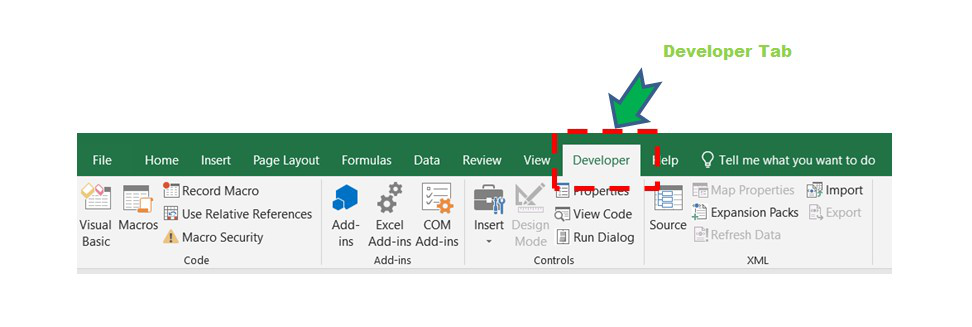 Developer Tab
File Home Insert Page Layout Formulas Data Review View Developer Help Tell me what you want to do
Visual Basic
Macros
Record Macro
Use Relative References
Macro Security
Code
Add-ins
Excel Add-ins
COM Add-ins
Add-ins
Insert
Design Mode
Properties
View Code
Run Dialog
Controls
Source
Map Properties
Expansion Packs
Refresh Data
Import
Export
XML